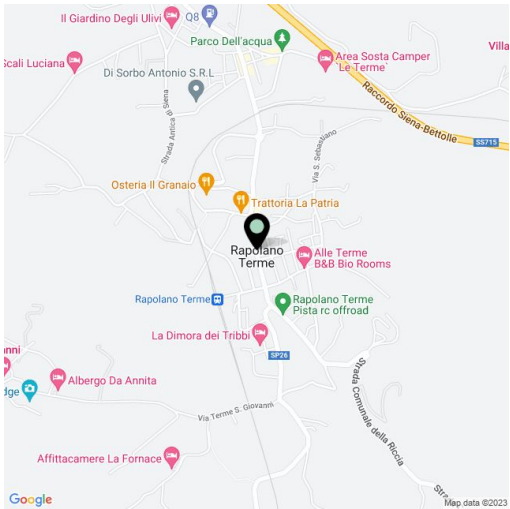 Il Giardino Degli Ulivi
Q8
Parco Dell'acqua
Villa
Scali Luciana
Area Sosta Camper
"Le Terme"
Di Sorbo Antonio S.R.L
Raccordo Siena-Bettolle
SS715
Strada Antica di Siena
Via S. Sebastiano
Osteria Il Granaio
Trattoria La Patria
Rapolano
Terme
Alle Terme
B&B Bio Rooms
Rapolano Terme
Rapolano Terme
Pista rc offroad
La Dimora dei Tribbi
SP26
Albergo Da Annita
Strada Comunale della Riccia
Via Terme S. Giovanni
Affittacamere La Fornace
Google
Map data ©2023